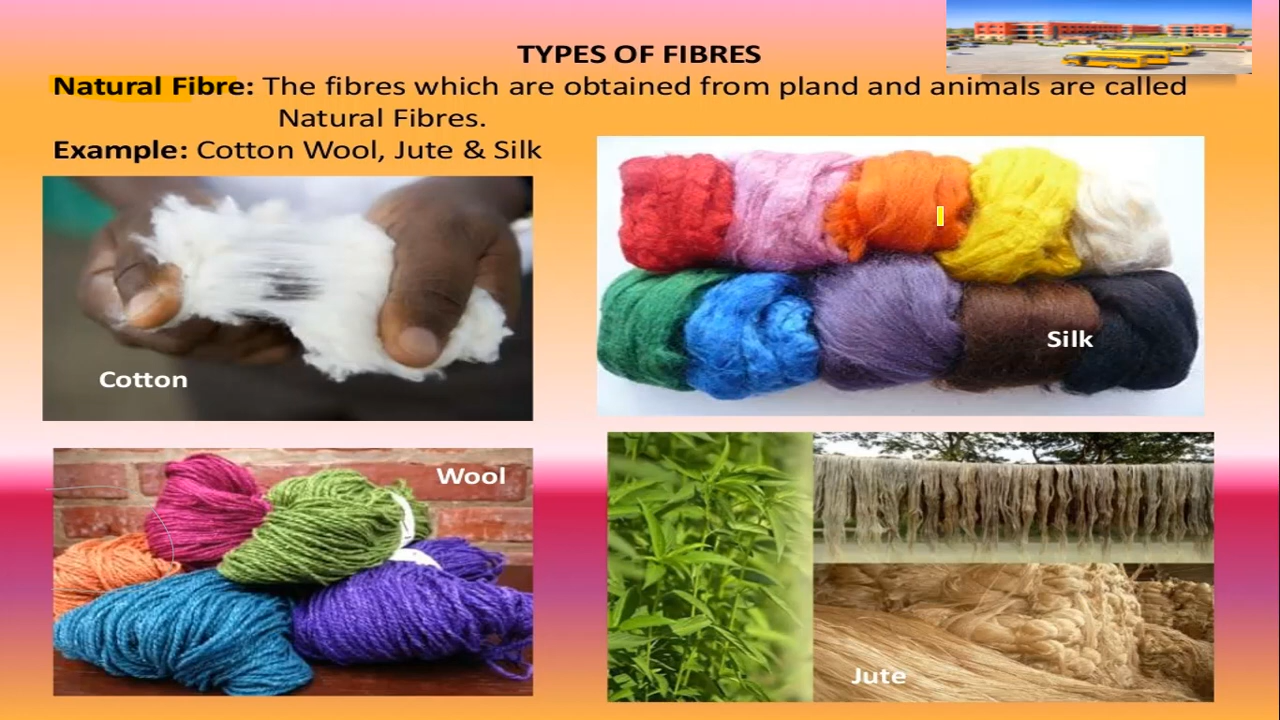 TYPES OF FIBRES
Natural Fibre: The fibres which are obtained from pland and animals are called
Natural Fibres.
Example: Cotton Wool, Jute & Silk
Cotton
Silk
Wool
Jute